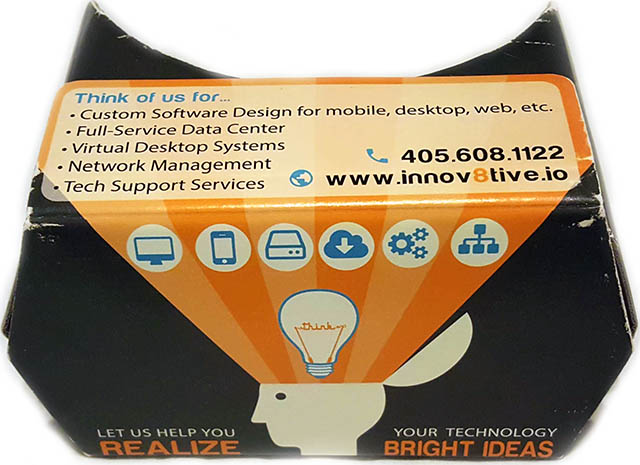 Think of us for...
• Custom Software Design for mobile, desktop, web, etc.
• Full-Service Data Center
• Virtual Desktop Systems
• Network Management
• Tech Support Services
405.608.1122
www.innov8tive.io
think
LET US HELP YOU
REALIZE
YOUR TECHNOLOGY
BRIGHT IDEAS